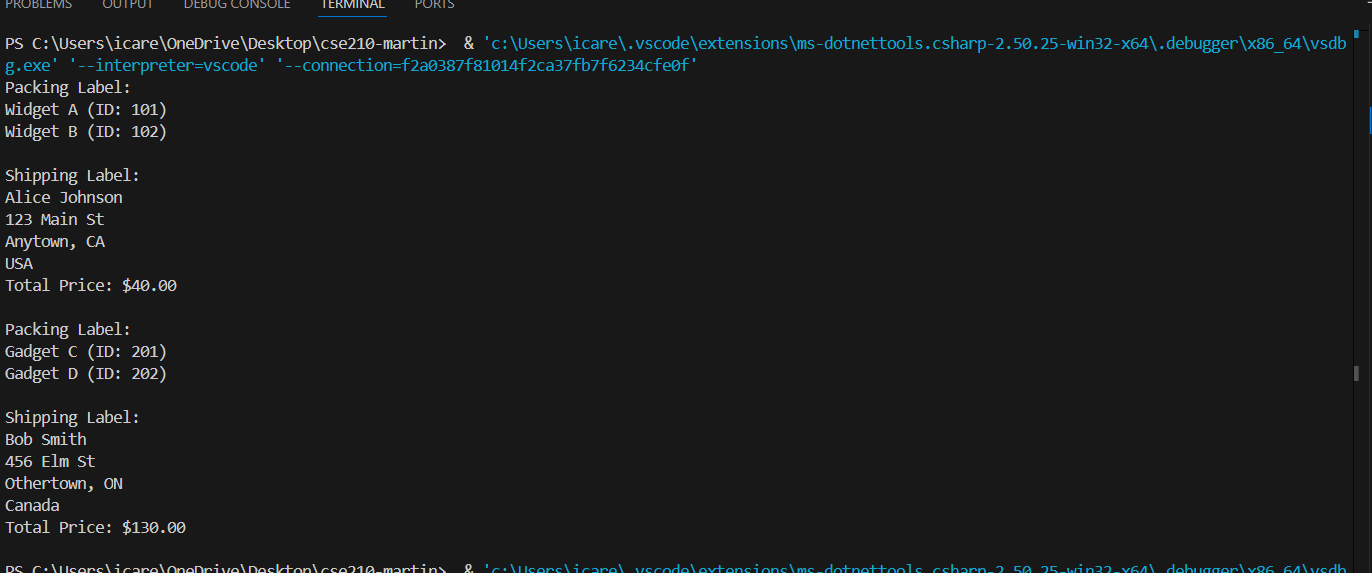 PROBLEMS OUTPUT DEBUG CONSOLE TERMINAL PORTS
PS C:\Users\icare\OneDrive\Desktop\cse210-martin>  & 'c:\Users\icare\.vscode\extensions\ms-dotnettools.csharp-2.50.25-win32-x64\.debugger\x86_64\vsdb
g.exe' '--interpreter=vscode' '--connection=f2a0387f81014f2ca37fb7f6234cfe0f'
Packing Label:
Widget A (ID: 101)
Widget B (ID: 102)
Shipping Label:
Alice Johnson
123 Main St
Anytown, CA
USA
Total Price: $40.00
Packing Label:
Gadget C (ID: 201)
Gadget D (ID: 202)
Shipping Label:
Bob Smith
456 Elm St
Othertown, ON
Canada
Total Price: $130.00
PS C:\Users\icare\OneDrive\Desktop\cse210-martin>  & 'c:\Users\icare\.vscode\extensions\ms-dotnettools.csharp-2.50.25-win32-x64\.debugger\x86_64\vsdb